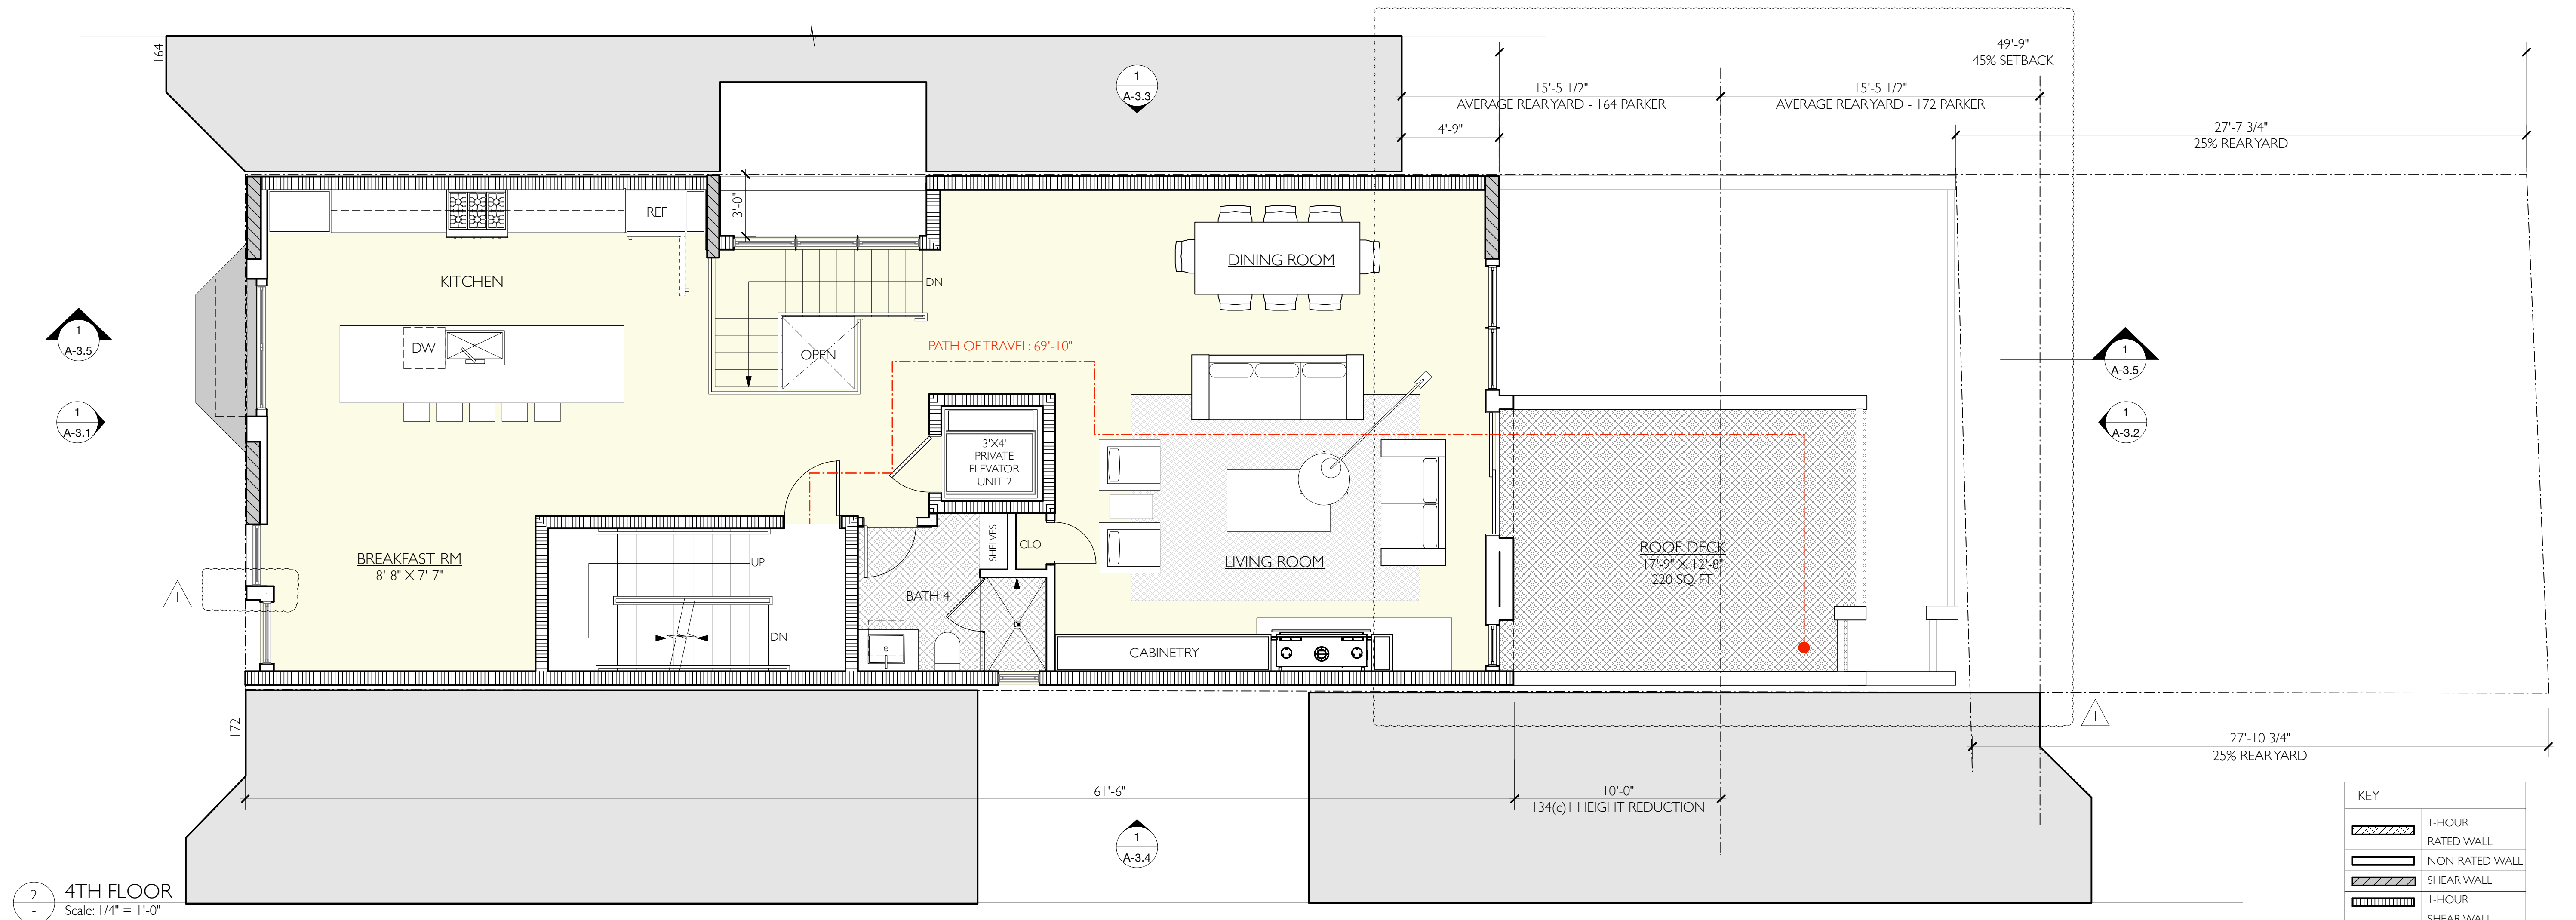 164
1
A-3.3
49'-9"
45% SETBACK
15'-5 1/2"
AVERAGE REAR YARD - 164 PARKER
15'-5 1/2"
AVERAGE REAR YARD - 172 PARKER
4'-9"
27'-7 3/4"
25% REAR YARD
3'-0"
REF
KITCHEN
DINING ROOM
DN
1
A-3.5
DW
OPEN
PATH OF TRAVEL: 69'-10"
1
A-3.5
1
A-3.1
1
A-3.2
3'X4'
PRIVATE
ELEVATOR
UNIT 2
BREAKFAST RM
8'-8" X 7'-7"
UP
SHELVES
CLO
LIVING ROOM
ROOF DECK
17'-9" X 12'-8"
220 SQ. FT.
1
BATH 4
DN
CABINETRY
172
1
27'-10 3/4"
25% REAR YARD
61'-6"
10'-0"
134(c)1 HEIGHT REDUCTION
1
A-3.4
KEY
1-HOUR
RATED WALL
NON-RATED WALL
SHEAR WALL
1-HOUR
SHEAR WALL
2
-
4TH FLOOR
Scale: 1/4" = 1'-0"